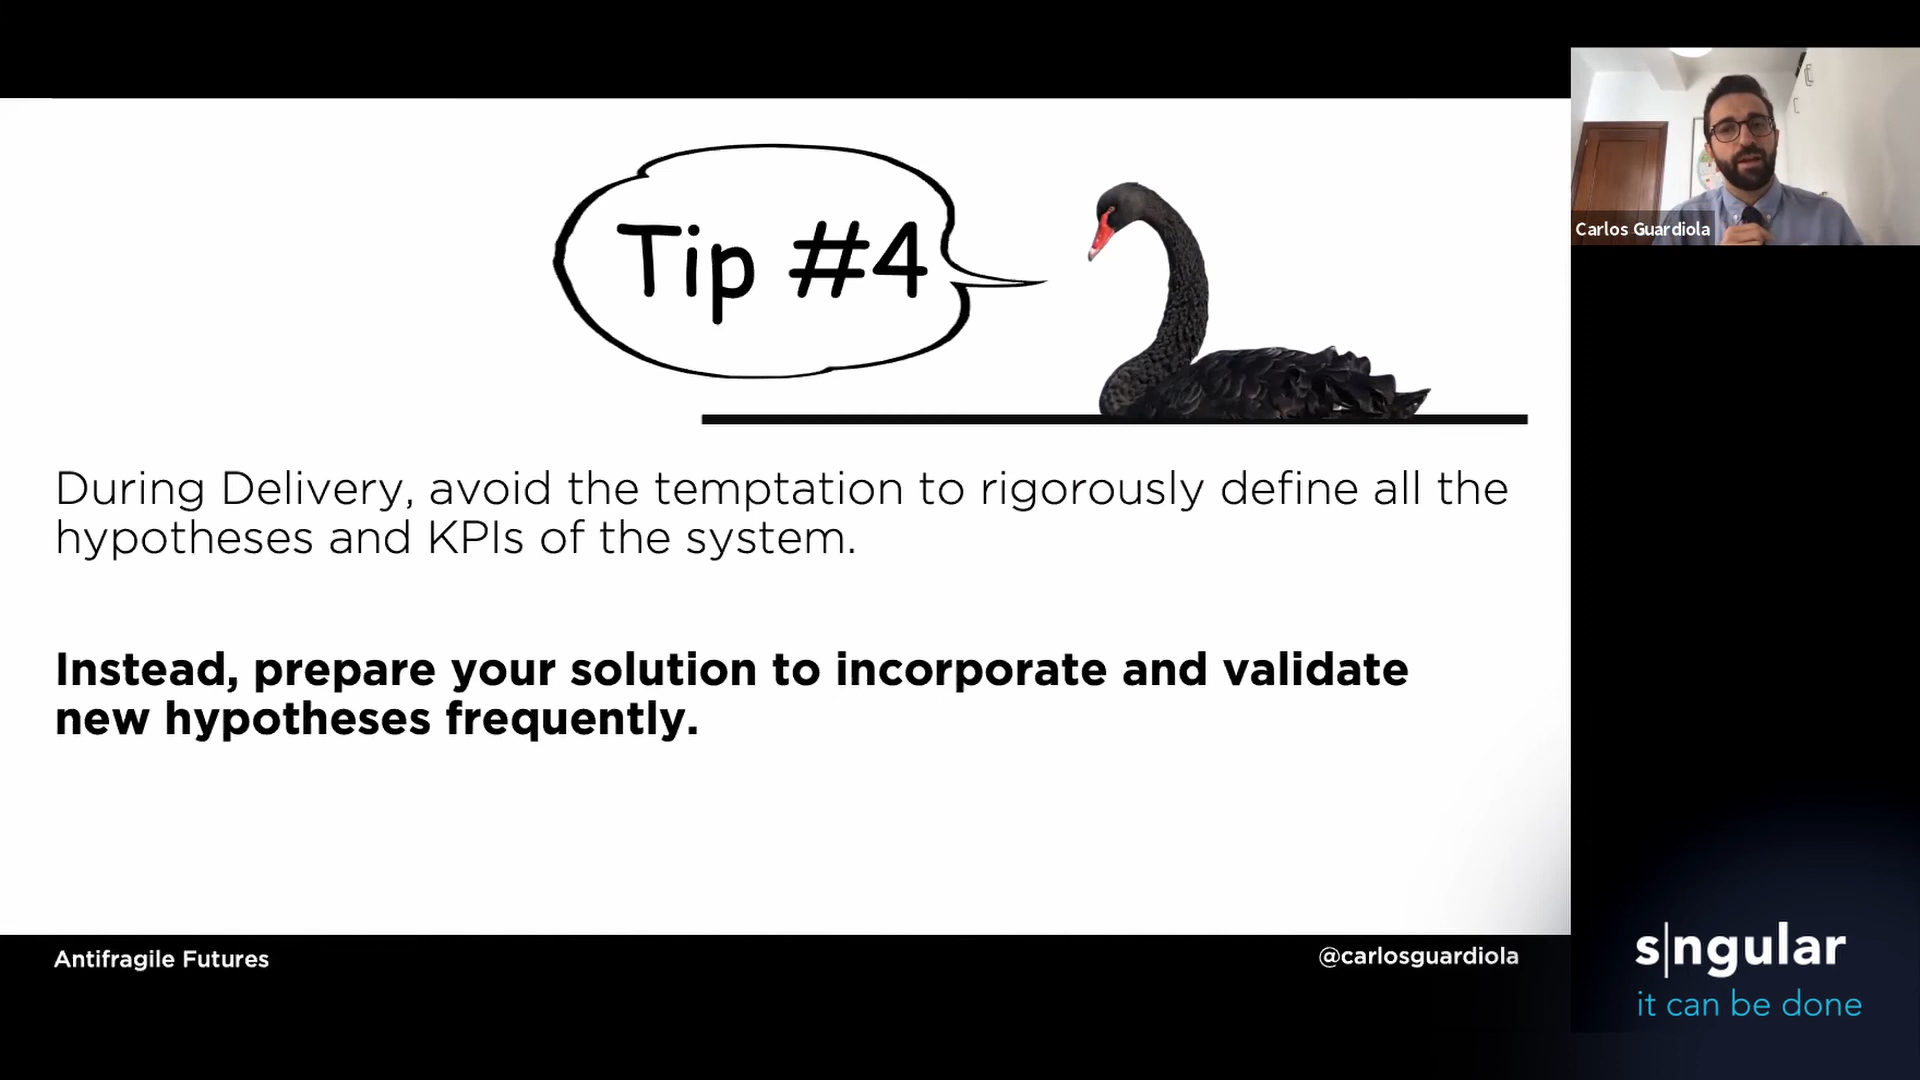 Tip #4
During Delivery, avoid the temptation to rigorously define all the
hypotheses and KPIs of the system.
Instead, prepare your solution to incorporate and validate
new hypotheses frequently.
Antifragile Futures
@carlosguardiola
Carlos Guardiola
s|ngular
it can be done